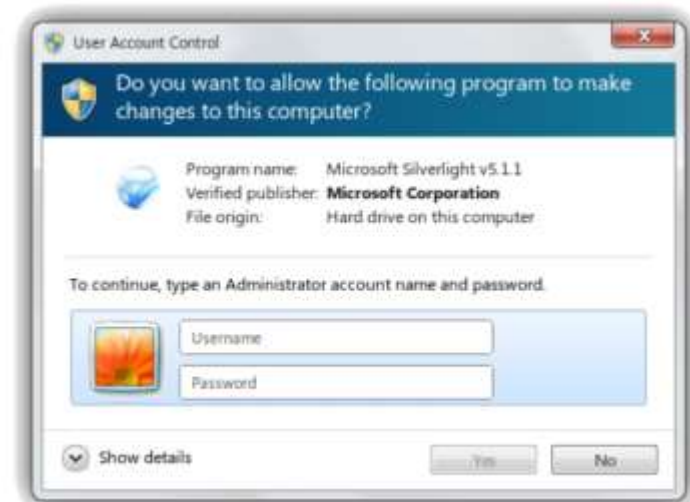 User Account Control
Do you want to allow the following program to make
changes to this computer?
Program name: Microsoft Silverlight v5.1.1
Verified publisher: Microsoft Corporation
File origin: Hard drive on this computer
To continue, type an Administrator account name and password.
Username
Password
Show details
Yes
No